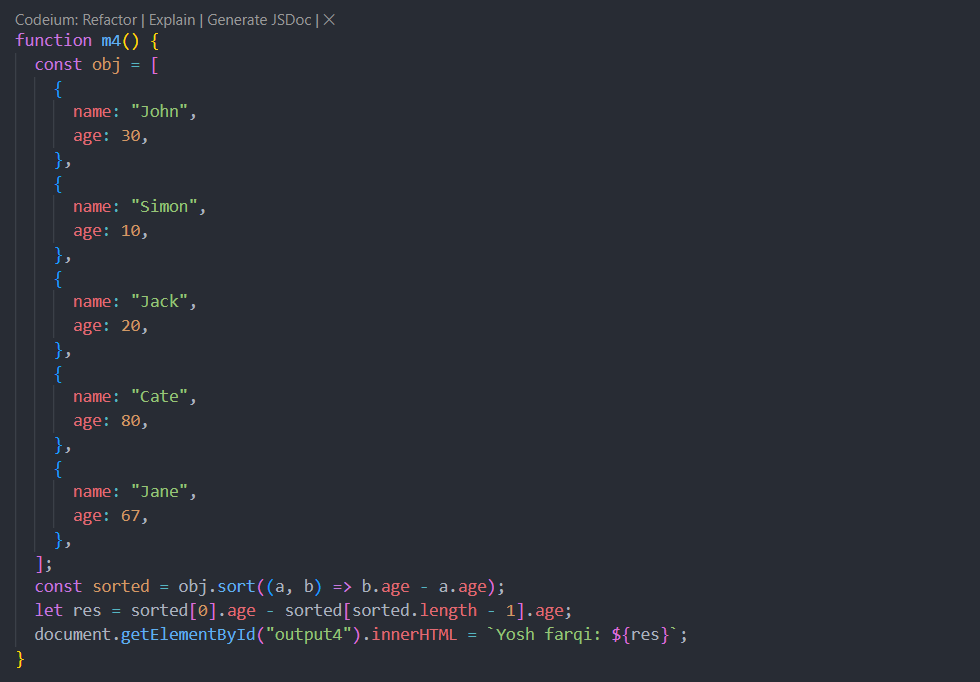 Codeium: Refactor | Explain | Generate JSDoc | ✕
function m4() {
  const obj = [
    {
      name: "John",
      age: 30,
    },
    {
      name: "Simon",
      age: 10,
    },
    {
      name: "Jack",
      age: 20,
    },
    {
      name: "Cate",
      age: 80,
    },
    {
      name: "Jane",
      age: 67,
    },
  ];
  const sorted = obj.sort((a, b) => b.age - a.age);
  let res = sorted[0].age - sorted[sorted.length - 1].age;
  document.getElementById("output4").innerHTML = `Yosh farqi: ${res}`;
}